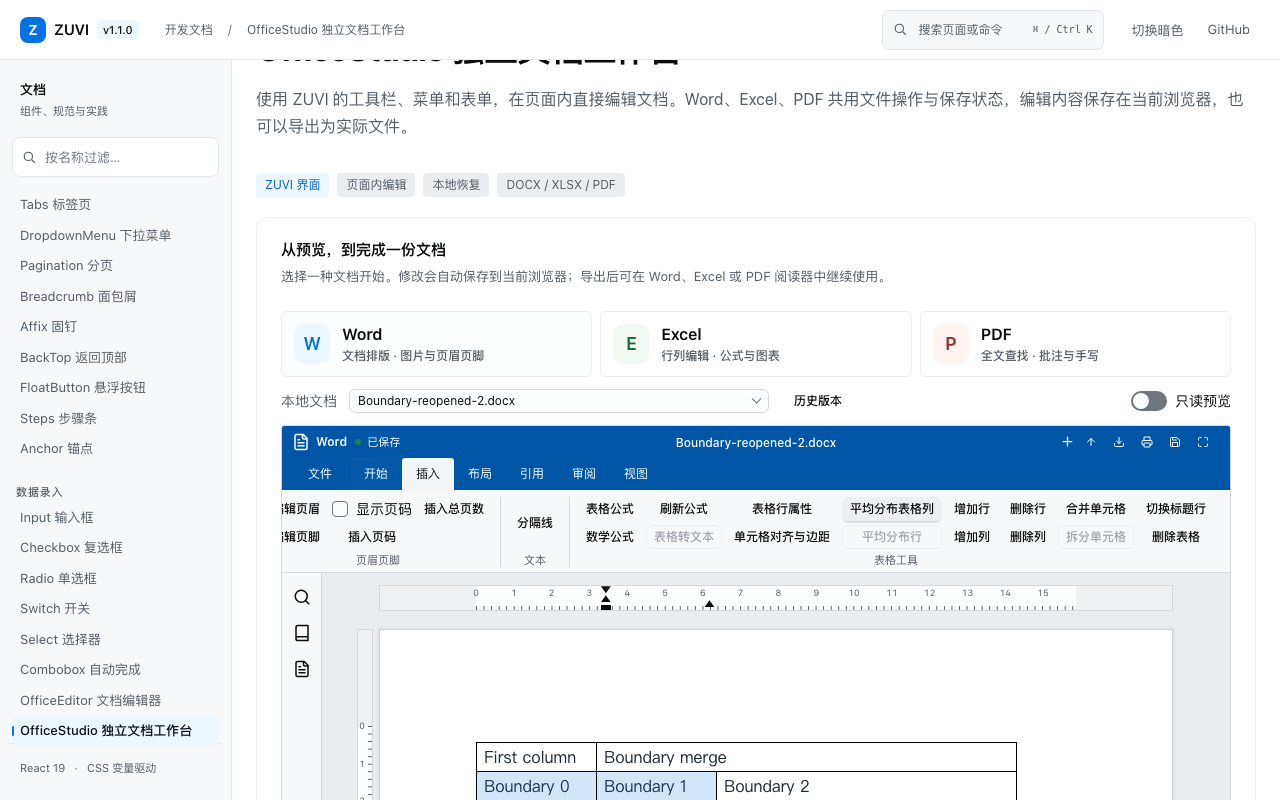 Z ZUVI v1.1.0 开发文档 / OfficeStudio 独立文档工作台 搜索页面或命令 ⌘ / Ctrl K 切换暗色 GitHub
文档
组件、规范与实践
按名称过滤...
Tabs 标签页
DropdownMenu 下拉菜单
Pagination 分页
Breadcrumb 面包屑
Affix 固钉
BackTop 返回顶部
FloatButton 悬浮按钮
Steps 步骤条
Anchor 锚点
数据录入
Input 输入框
Checkbox 复选框
Radio 单选框
Switch 开关
Select 选择器
Combobox 自动完成
OfficeEditor 文档编辑器
OfficeStudio 独立文档工作台
React 19 · CSS 变量驱动
OfficeStudio 独立文档工作台
使用 ZUVI 的工具栏、菜单和表单，在页面内直接编辑文档。Word、Excel、PDF 共用文件操作与保存状态，编辑内容保存在当前浏览器，也
可以导出为实际文件。
ZUVI 界面 页面内编辑 本地恢复 DOCX / XLSX / PDF
从预览，到完成一份文档
选择一种文档开始。修改会自动保存到当前浏览器；导出后可在 Word、Excel 或 PDF 阅读器中继续使用。
W Word
文档排版 · 图片与页眉页脚
E Excel
行列编辑 · 公式与图表
P PDF
全文查找 · 批注与手写
本地文档 Boundary-reopened-2.docx 历史版本 只读预览
Word 已保存 Boundary-reopened-2.docx
文件 开始 插入 布局 引用 审阅 视图
编辑页眉 显示页码 插入总页数
编辑页脚 插入页码
页眉页脚
分隔线
文本
表格公式 刷新公式 表格行属性 平均分布表格列 增加行 删除行 合并单元格 切换标题行
数学公式 表格转文本 单元格对齐与边距 平均分布行 增加列 删除列 拆分单元格 删除表格
表格工具
0 1 2 3 4 5 6 7 8 9 10 11 12 13 14 15
0
1
First column Boundary merge
Boundary 0 Boundary 1 Boundary 2